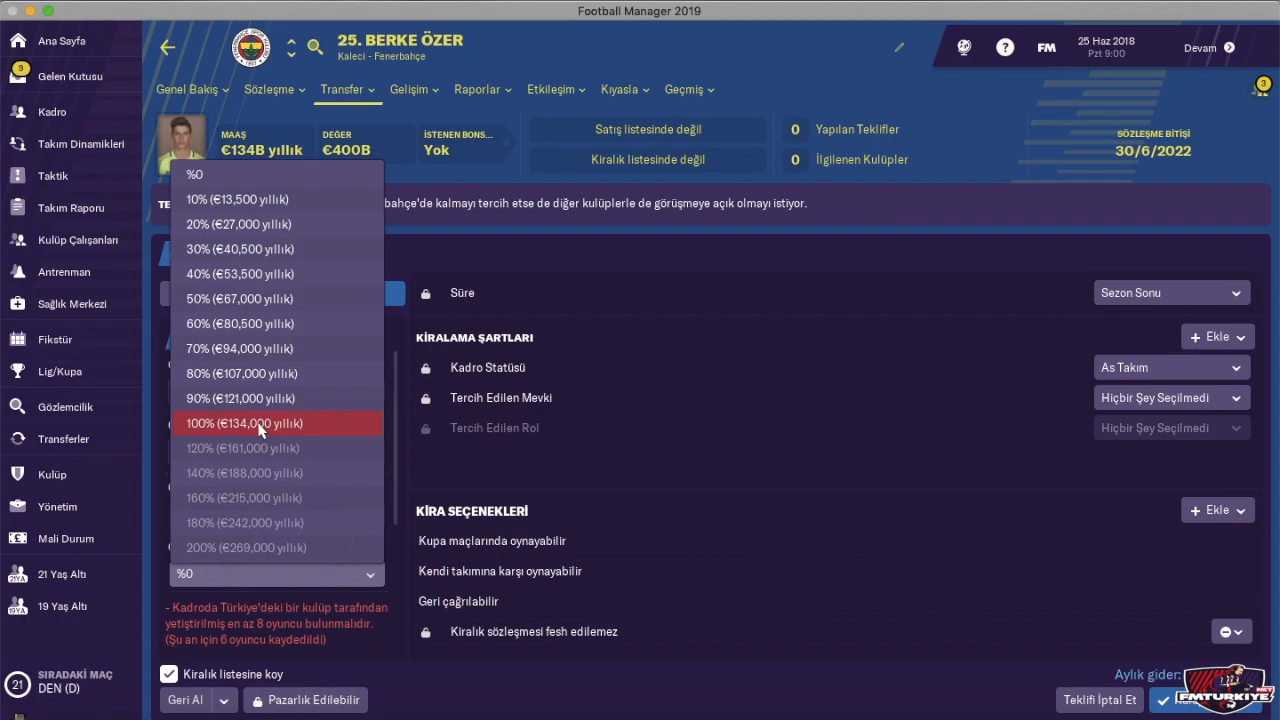 Football Manager 2019
Ana Sayfa
9
Gelen Kutusu
Kadro
Takım Dinamikleri
Taktik
Takım Raporu
Kulüp Çalışanları
Antrenman
Sağlık Merkezi
Fikstür
Lig/Kupa
Gözlemcilik
Transferler
Kulüp
Yönetim
Mali Durum
21YA
21 Yaş Altı
19YA
19 Yaş Altı
21
SIRADAKİ MAÇ
DEN (D)
25. BERKE ÖZER
Kaleci - Fenerbahçe
?
FM
25 Haz 2018
Pzt 9:00
Devam
Genel Bakış
Sözleşme
Transfer
Gelişim
Raporlar
Etkileşim
Kıyasla
Geçmiş
3
MAAŞ
€134B yıllık
DEĞER
€400B
İSTENEN BONS...
Yok
Satış listesinde değil
Kiralık listesinde değil
0 Yapılan Teklifler
0 İlgilenen Kulüpler
SÖZLEŞME BİTİŞİ
30/6/2022
bahçe'de kalmayı tercih etse de diğer kulüplerle de görüşmeye açık olmayı istiyor.
%0
10% (€13,500 yıllık)
20% (€27,000 yıllık)
30% (€40,500 yıllık)
40% (€53,500 yıllık)
50% (€67,000 yıllık)
60% (€80,500 yıllık)
70% (€94,000 yıllık)
80% (€107,000 yıllık)
90% (€121,000 yıllık)
100% (€134,000 yıllık)
120% (€161,000 yıllık)
140% (€188,000 yıllık)
160% (€215,000 yıllık)
180% (€242,000 yıllık)
200% (€269,000 yıllık)
%0
- Kadroda Türkiye'deki bir kulüp tarafından
yetiştirilmiş en az 8 oyuncu bulunmalıdır.
(Şu an için 6 oyuncu kaydedildi)
Süre
Sezon Sonu
KİRALAMA ŞARTLARI
Ekle
Kadro Statüsü
As Takım
Tercih Edilen Mevki
Hiçbir Şey Seçilmedi
Tercih Edilen Rol
Hiçbir Şey Seçilmedi
KİRA SEÇENEKLERİ
Ekle
Kupa maçlarında oynayabilir
Kendi takımına karşı oynayabilir
Geri çağrılabilir
Kiralık sözleşmesi fesh edilemez
Kiralık listesine koy
Aylık gider:
Geri Al
Pazarlık Edilebilir
Teklifi İptal Et
FMTURKIYE.NET